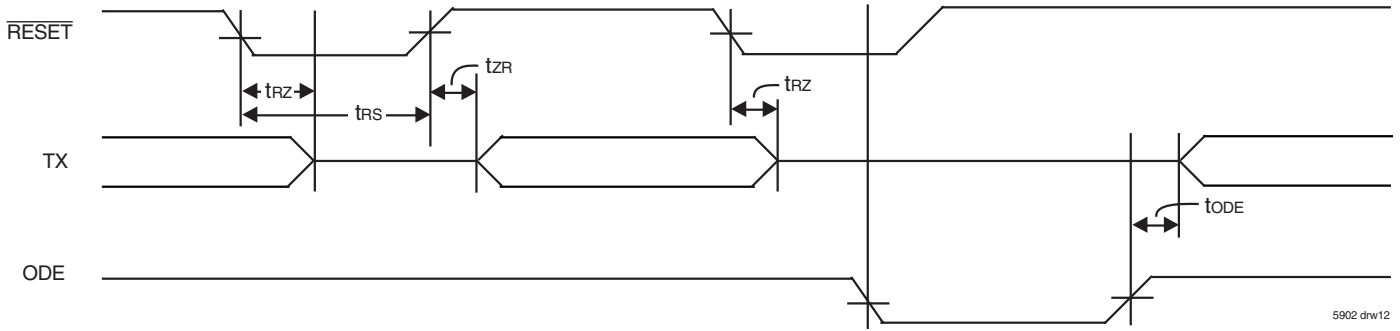 RESET
tZR
tRZ
tRZ
tRS
TX
tODE
ODE
5902 drw12